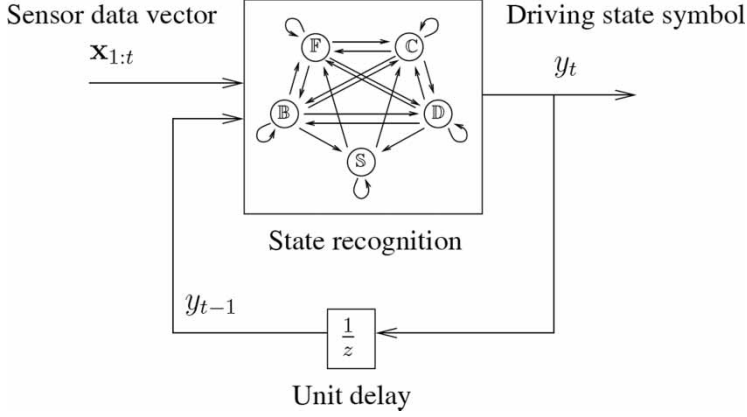 Sensor data vector
Driving state symbol
𝐱₁:ₜ
yₜ
𝔽
ℂ
𝔹
𝔻
𝕊
State recognition
yₜ₋₁
1/z
Unit delay